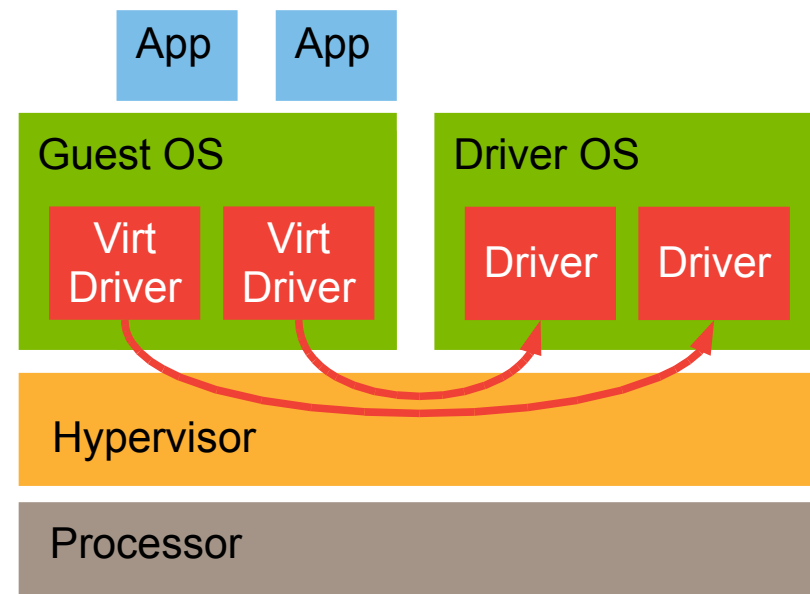 App App
Guest OS
Driver OS
Virt
Driver
Virt
Driver
Driver
Driver
Hypervisor
Processor